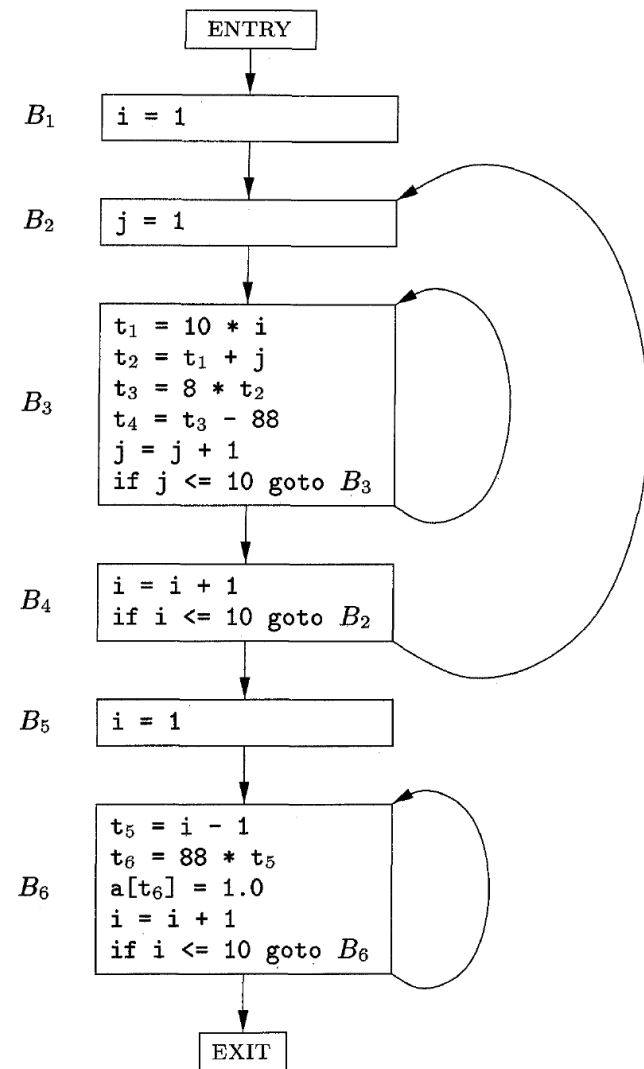 ENTRY
B₁
i = 1
B₂
j = 1
B₃
t₁ = 10 * i
t₂ = t₁ + j
t₃ = 8 * t₂
t₄ = t₃ - 88
j = j + 1
if j <= 10 goto B₃
B₄
i = i + 1
if i <= 10 goto B₂
B₅
i = 1
B₆
t₅ = i - 1
t₆ = 88 * t₅
a[t₆] = 1.0
i = i + 1
if i <= 10 goto B₆
EXIT